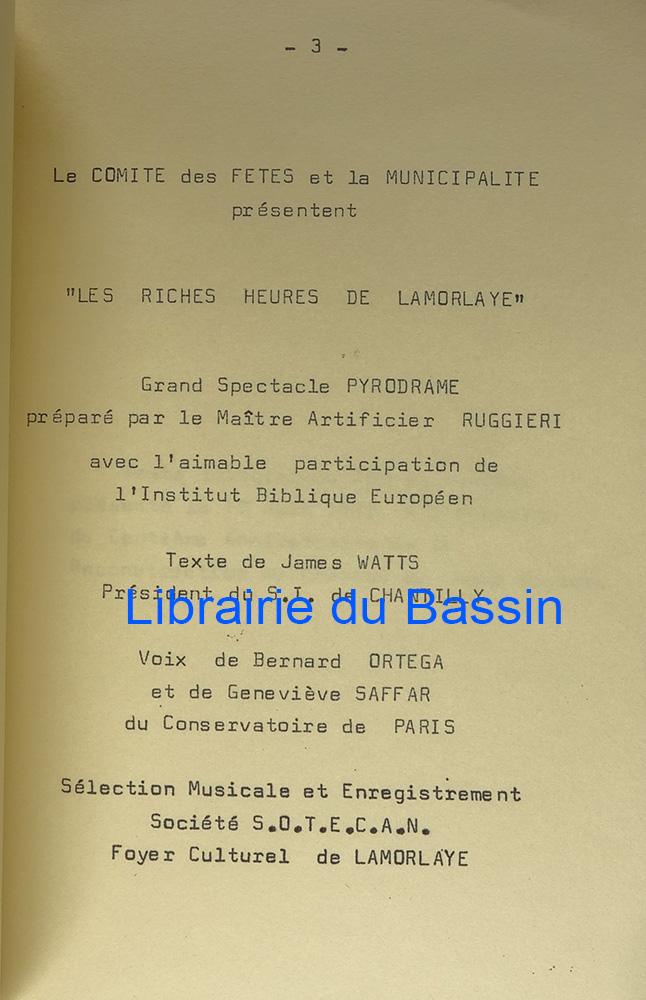 - 3 -
Le COMITE des FETES et la MUNICIPALITE
présentent
"LES RICHES HEURES DE LAMORLAYE"
Grand Spectacle PYRODRAME
préparé par le Maître Artificier RUGGIERI
avec l'aimable participation de
l'Institut Biblique Européen
Texte de James WATTS
Président du S.I. de CHANTILLY
Librairie du Bassin
Voix de Bernard ORTEGA
et de Geneviève SAFFAR
du Conservatoire de PARIS
Sélection Musicale et Enregistrement
Société S.O.T.E.C.A.N.
Foyer Culturel de LAMORLAYE